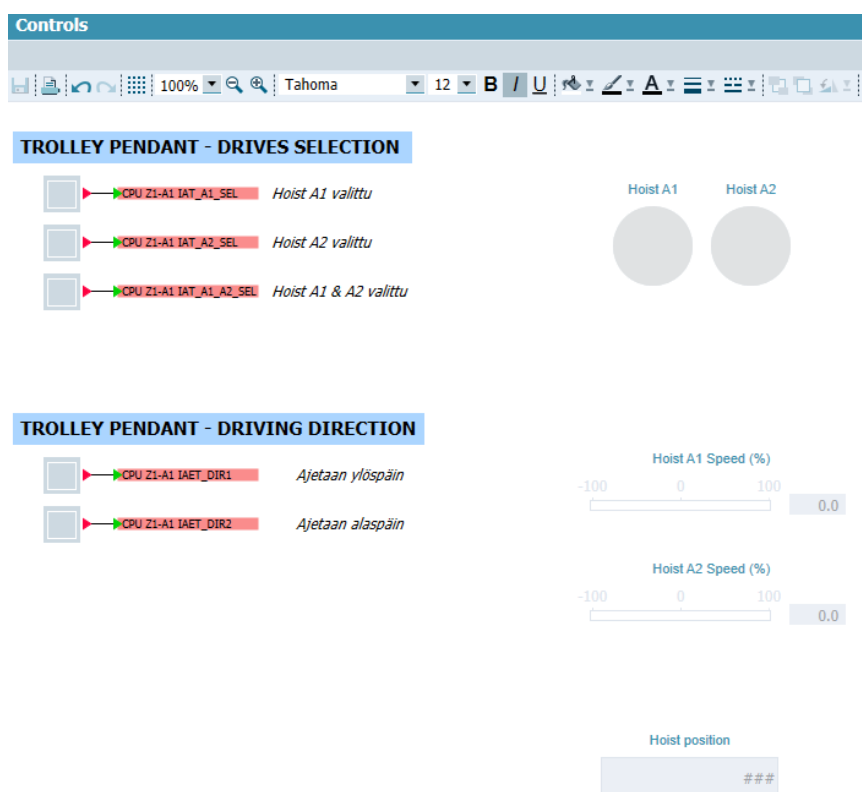 Controls
100% Tahoma 12 B I U A
TROLLEY PENDANT - DRIVES SELECTION
CPU Z1-A1 IAT_A1_SEL Hoist A1 valittu
CPU Z1-A1 IAT_A2_SEL Hoist A2 valittu
CPU Z1-A1 IAT_A1_A2_SEL Hoist A1 & A2 valittu
Hoist A1 Hoist A2
TROLLEY PENDANT - DRIVING DIRECTION
CPU Z1-A1 IAET_DIR1 Ajetaan ylöspäin
CPU Z1-A1 IAET_DIR2 Ajetaan alaspäin
Hoist A1 Speed (%)
-100 0 100
0.0
Hoist A2 Speed (%)
-100 0 100
0.0
Hoist position
###